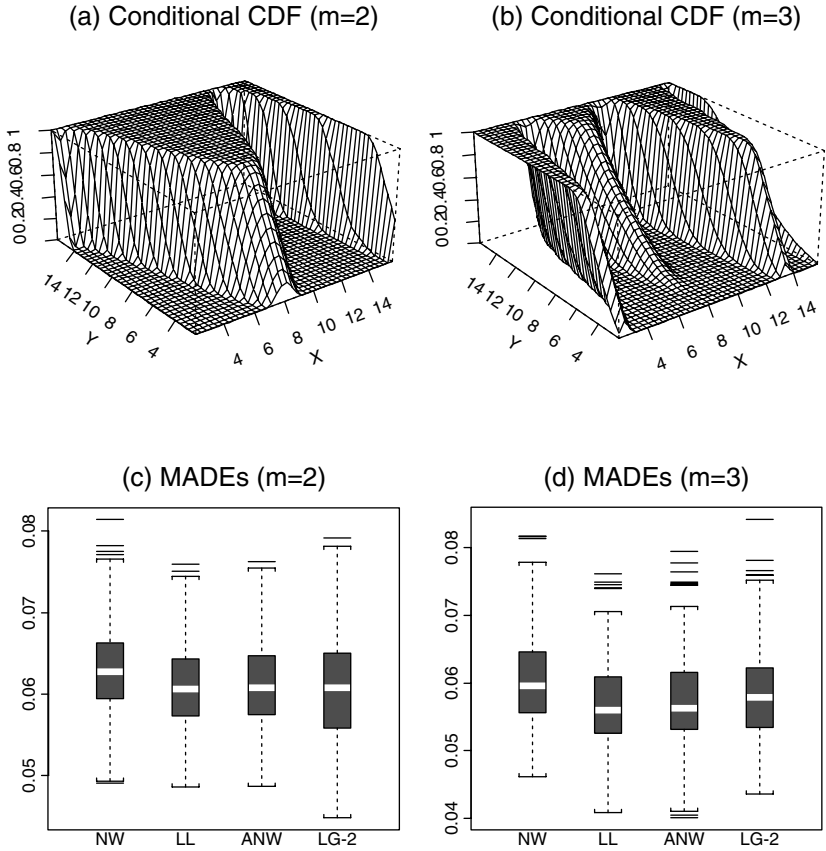 (a) Conditional CDF (m=2)
(b) Conditional CDF (m=3)
00.20.40.60.8 1
14 12 10 8 6 4
Y
4 6 8 10 12 14
X
00.20.40.60.8 1
14 12 10 8 6 4
Y
4 6 8 10 12 14
X
(c) MADEs (m=2)
0.08
0.07
0.06
0.05
NW LL ANW LG-2
(d) MADEs (m=3)
0.08
0.07
0.06
0.05
0.04
NW LL ANW LG-2